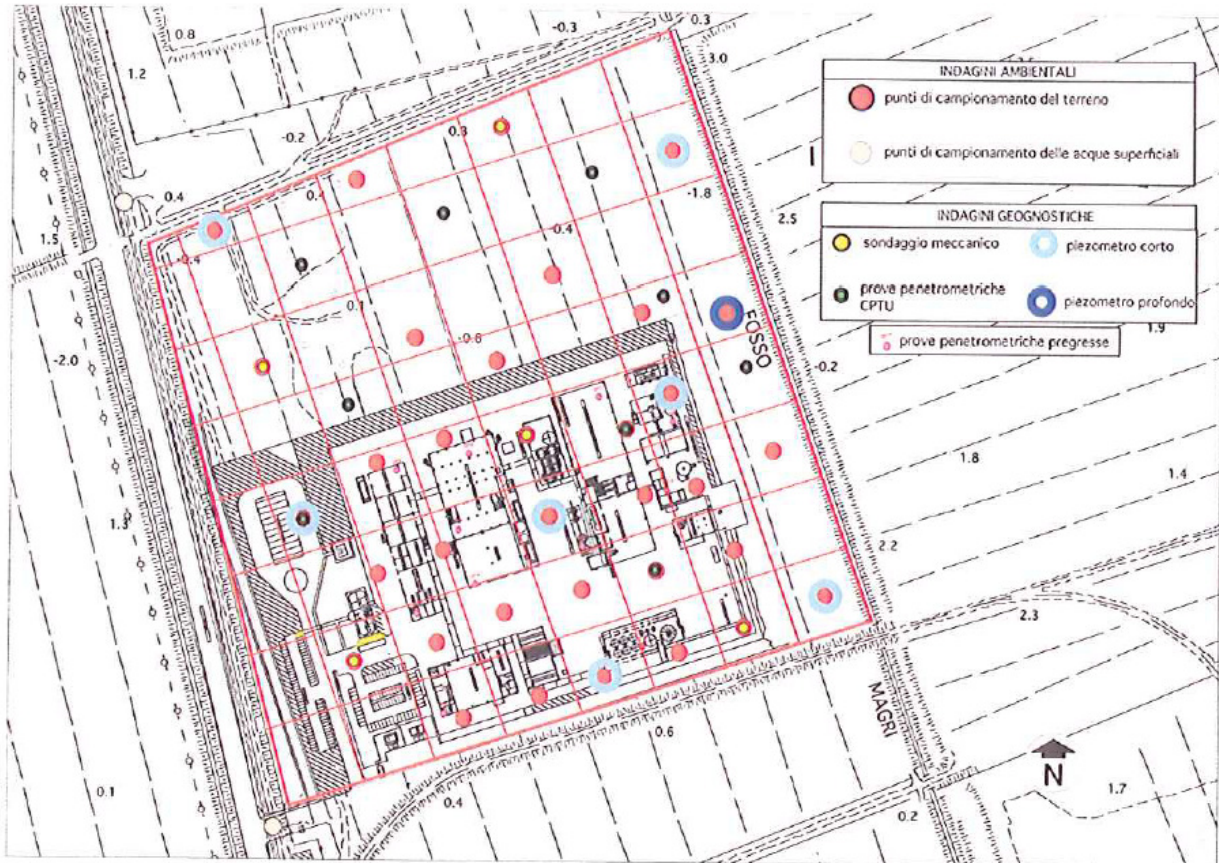 0.8
-0.3
0.3
1.2
3.0
INDAGINI AMBIENTALI
punti di campionamento del terreno
-0.2
0.3
punti di campionamento delle acque superficiali
0.4
0.4
-1.8
2.5
INDAGINI GEOGNOSTICHE
1.5
-0.4
0.4
sondaggio meccanico
piezometro corto
prove penetrometriche
CPTU
piezometro profondo
0.1
FOSSO
1.9
prove penetrometriche pregresse
-0.6
-2.0
-0.2
1.8
1.4
1.3
2.2
2.3
MAGRI
0.6
N
0.1
0.4
0.2
1.7